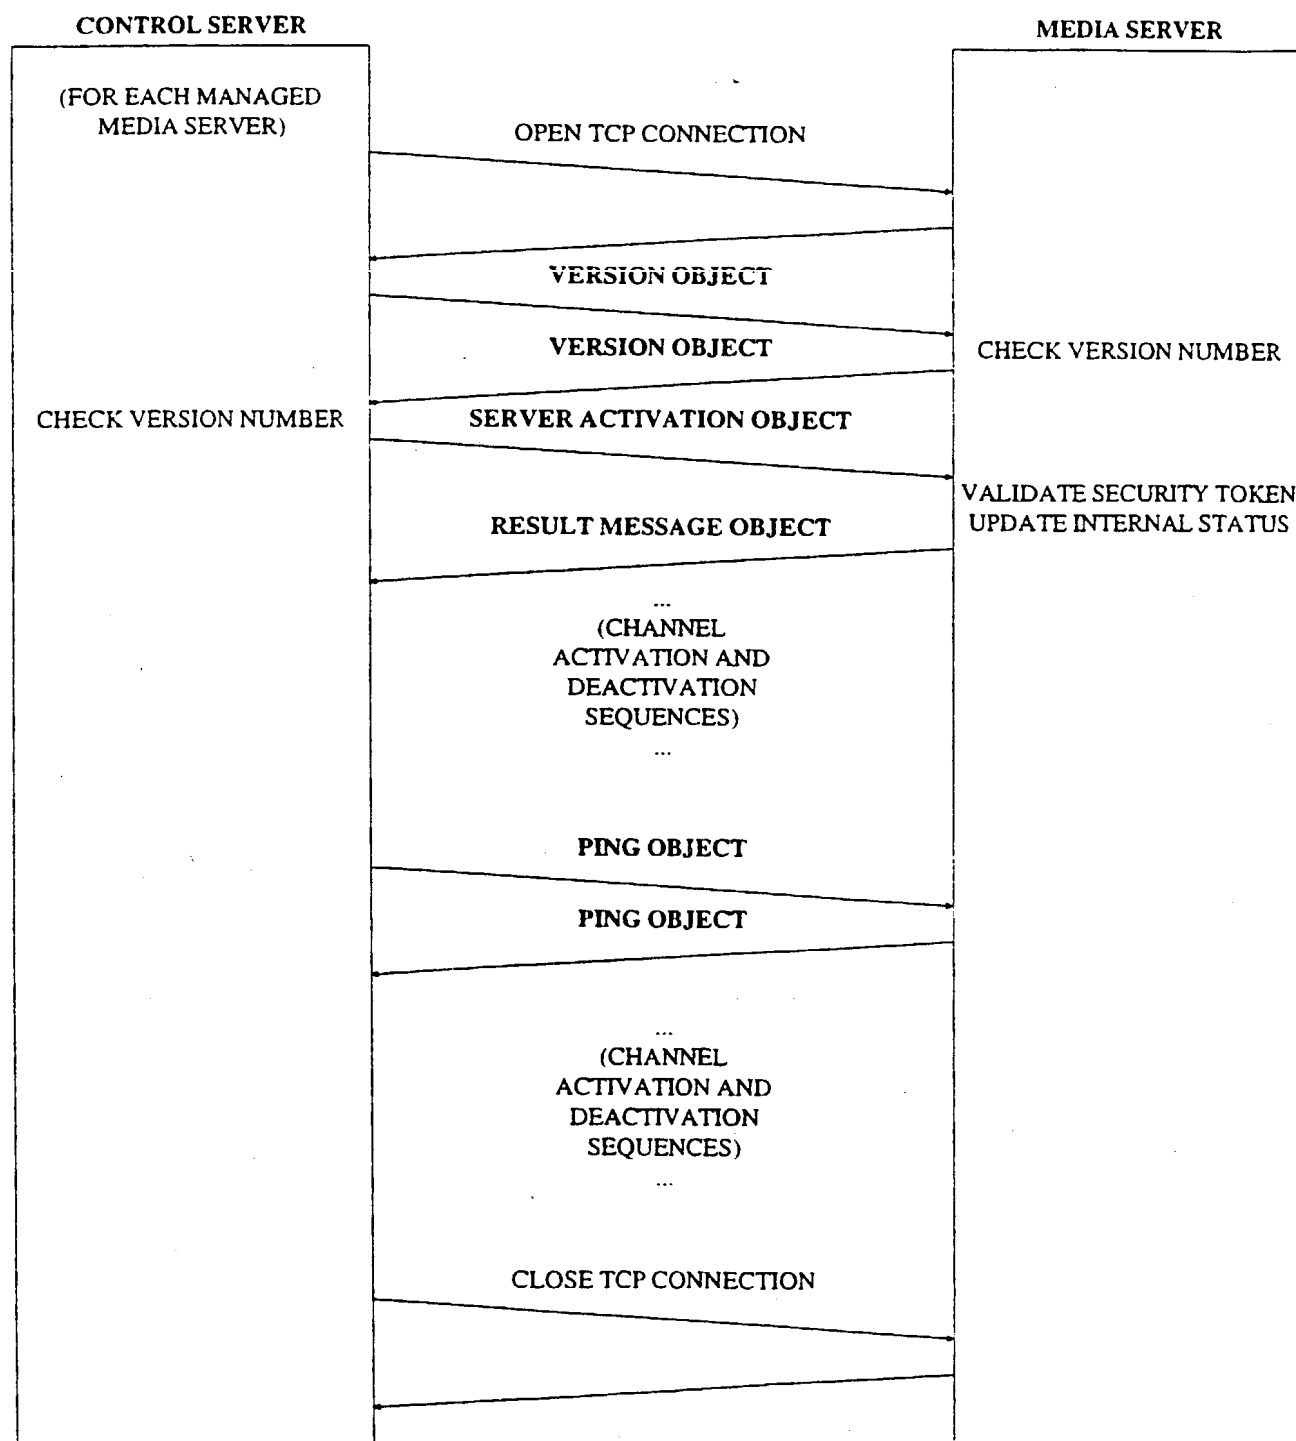 CONTROL SERVER
MEDIA SERVER
(FOR EACH MANAGED
MEDIA SERVER)
OPEN TCP CONNECTION
VERSION OBJECT
VERSION OBJECT
CHECK VERSION NUMBER
CHECK VERSION NUMBER
SERVER ACTIVATION OBJECT
VALIDATE SECURITY TOKEN
UPDATE INTERNAL STATUS
RESULT MESSAGE OBJECT
...
(CHANNEL
ACTIVATION AND
DEACTIVATION
SEQUENCES)
...
PING OBJECT
PING OBJECT
...
(CHANNEL
ACTIVATION AND
DEACTIVATION
SEQUENCES)
...
CLOSE TCP CONNECTION